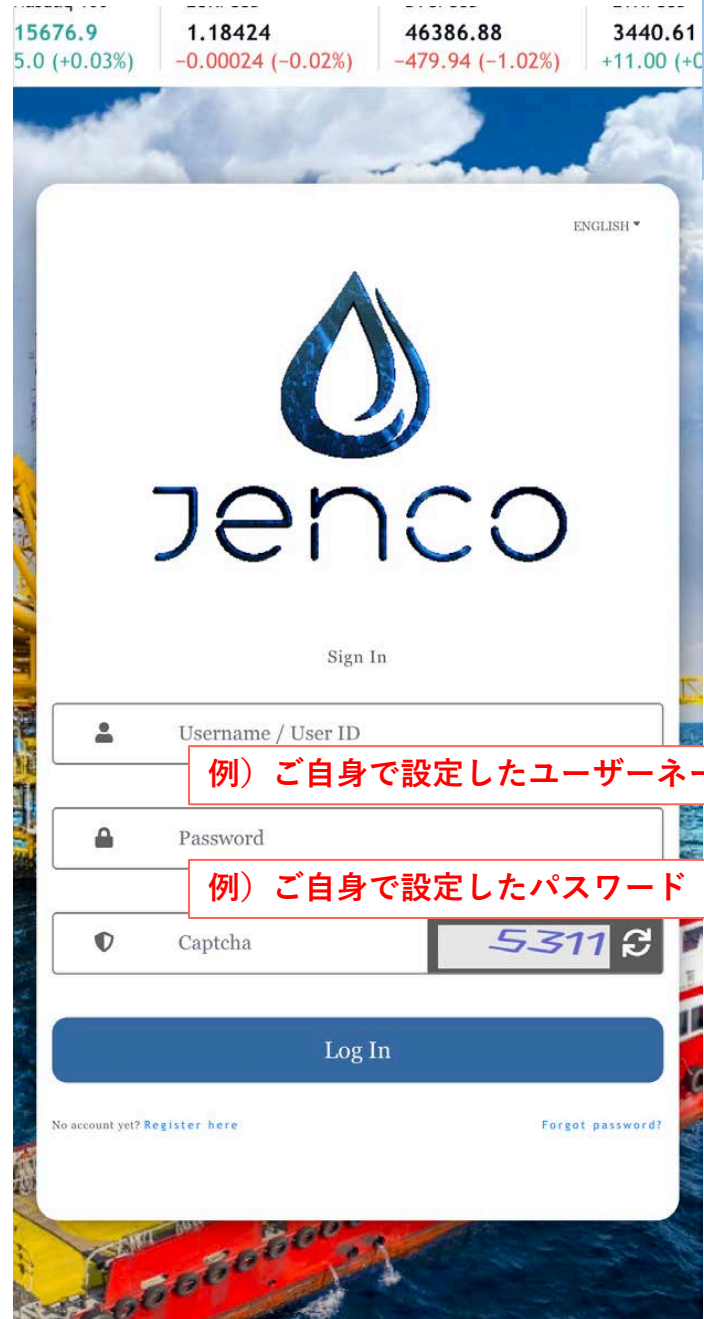 15676.9 1.18424 46386.88 3440.61
5.0 (+0.03%) −0.00024 (−0.02%) −479.94 (−1.02%) +11.00 (+0
ENGLISH
Jenco
Sign In
Username / User ID
例）ご自身で設定したユーザーネー
Password
例）ご自身で設定したパスワード
Captcha 5311
Log In
No account yet? Register here Forgot password?